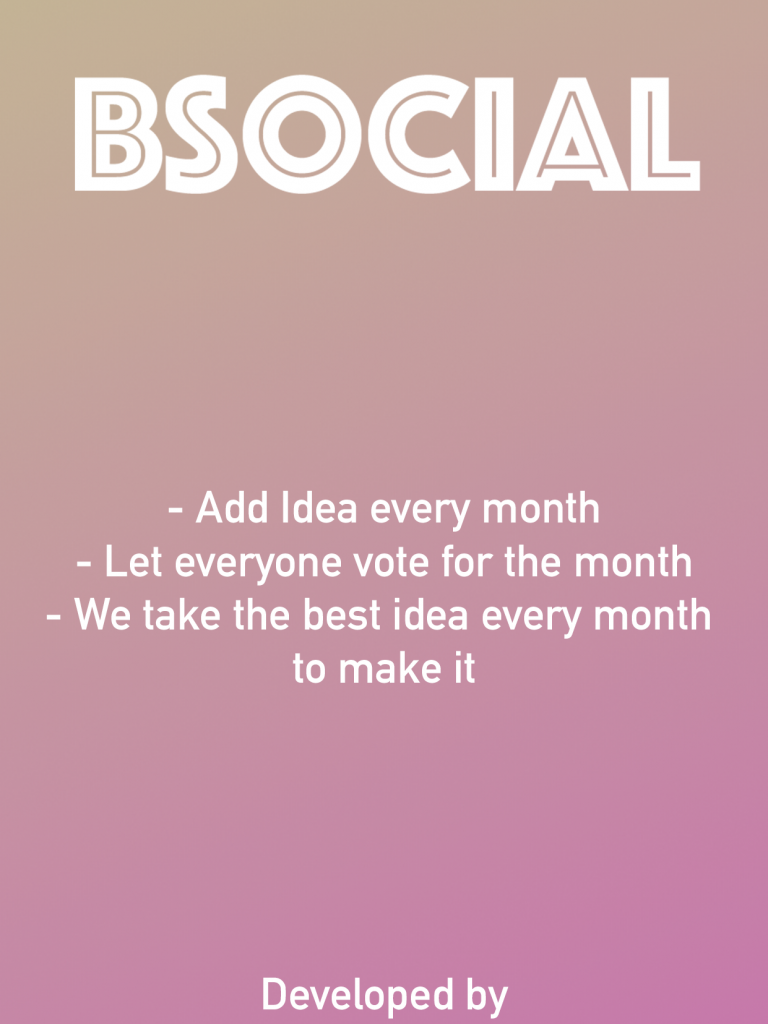 BSOCIAL
- Add Idea every month
- Let everyone vote for the month
- We take the best idea every month
to make it
Developed by